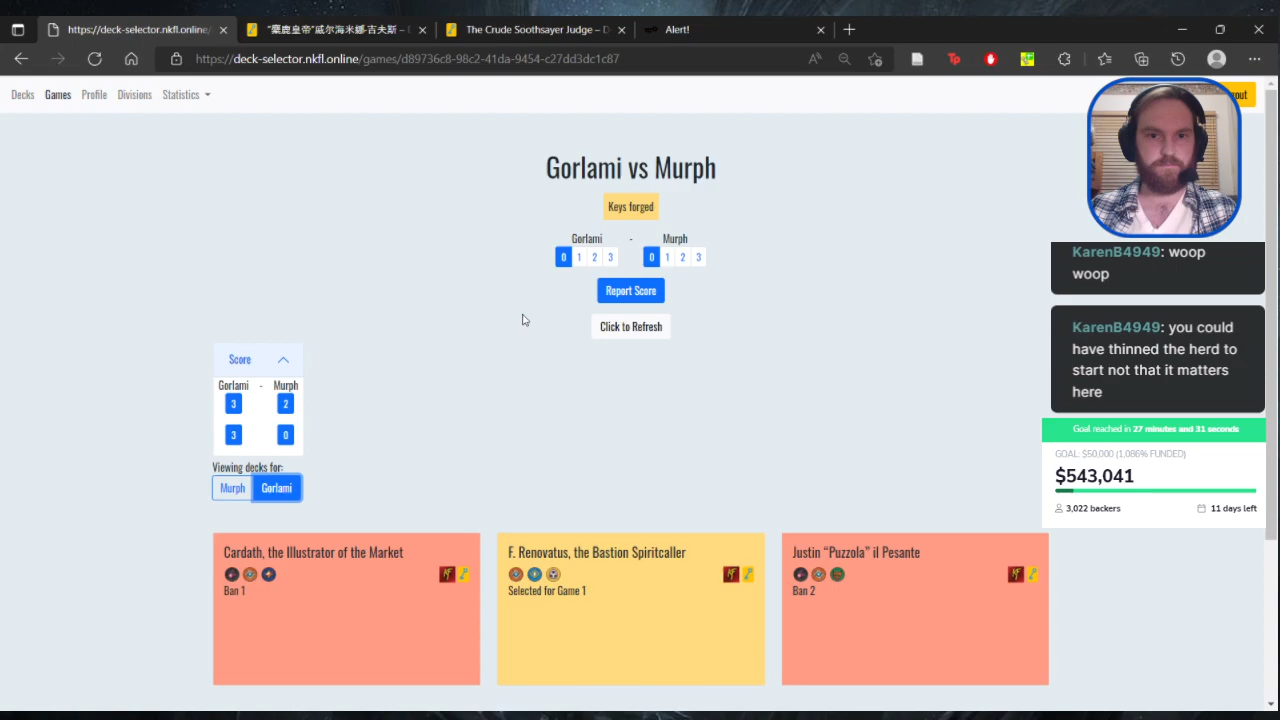 https://deck-selector.nkfl.online/
"麋鹿皇帝"威尔海米娜·吉夫斯 – D
The Crude Soothsayer Judge – D
Alert!
https://deck-selector.nkfl.online/games/d89736c8-98c2-41da-9454-c27dd3dc1c87
Decks
Games
Profile
Divisions
Statistics
Gorlami vs Murph
Keys forged
Gorlami - Murph
0 1 2 3 0 1 2 3
Report Score
Click to Refresh
Score
Gorlami - Murph
3 2
3 0
Viewing decks for:
Murph Gorlami
Cardath, the Illustrator of the Market
Ban 1
F. Renovatus, the Bastion Spiritcaller
Selected for Game 1
Justin “Puzzola” il Pesante
Ban 2
KarenB4949: woop
woop
KarenB4949: you could
have thinned the herd to
start not that it matters
here
Goal reached in 27 minutes and 31 seconds
GOAL: $50,000 (1,086% FUNDED)
$543,041
3,022 backers
11 days left